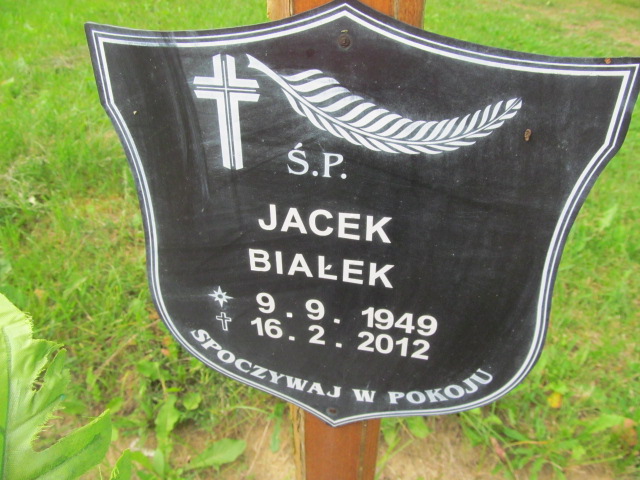 Ś.P.
JACEK
BIAŁEK
9.9.1949
16.2.2012
SPOCZYWAJ W POKOJU